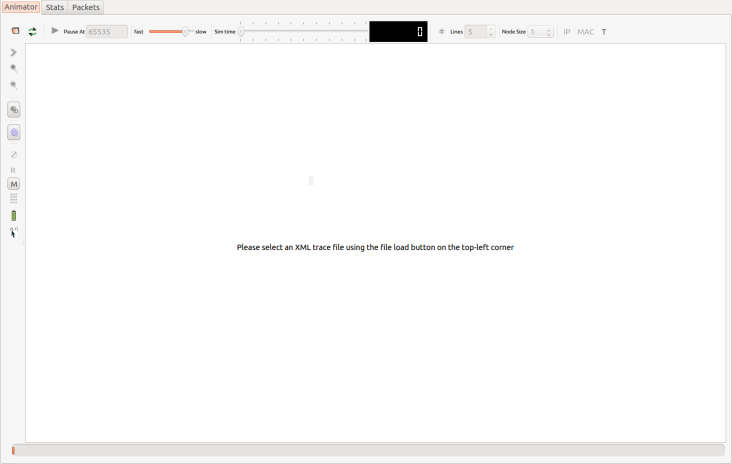 Animator Stats Packets
Pause At 65535 fast slow Sim time 0 # Lines 5 Node Size 1 IP MAC T
R
M
Please select an XML trace file using the file load button on the top-left corner